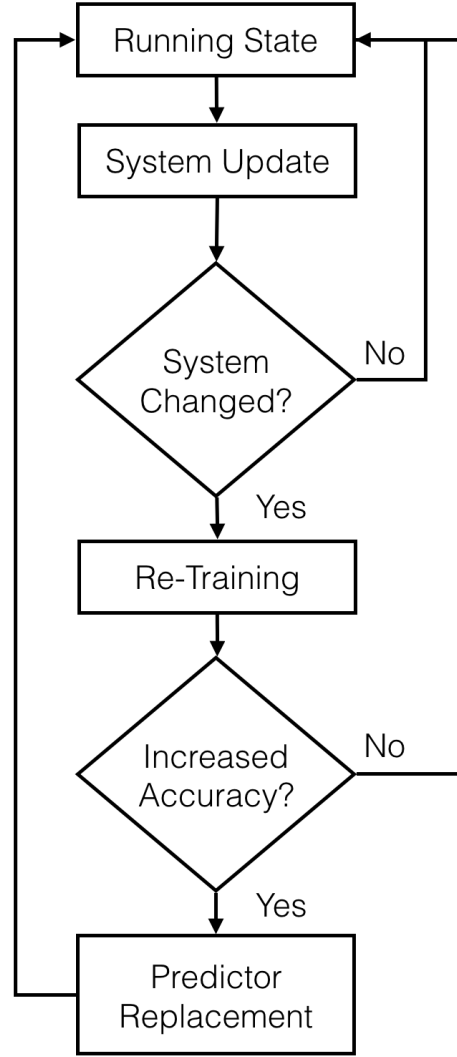 Running State
System Update
System
Changed?
No
Yes
Re-Training
Increased
Accuracy?
No
Yes
Predictor
Replacement